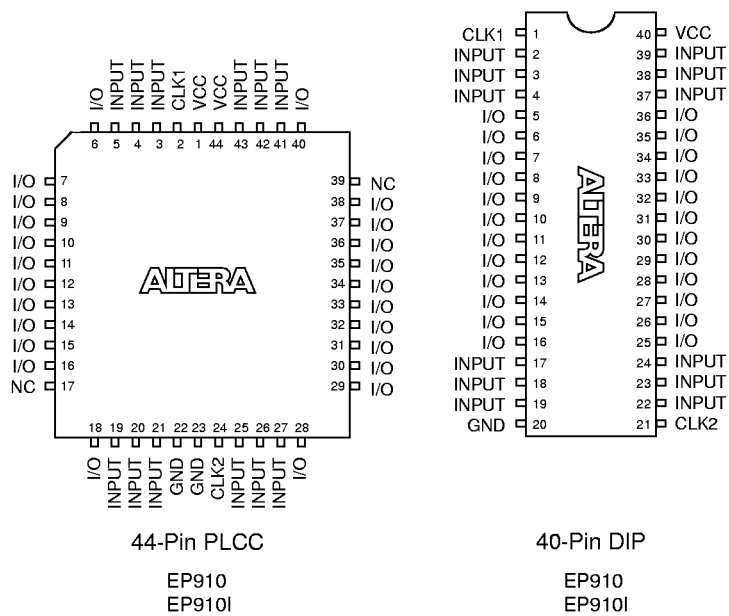 I/O INPUT INPUT INPUT CLK1 VCC VCC INPUT INPUT INPUT I/O
6 5 4 3 2 1 44 43 42 41 40
I/O 7 39 NC
I/O 8 38 I/O
I/O 9 37 I/O
I/O 10 36 I/O
I/O 11 35 I/O
I/O 12 34 I/O
I/O 13 33 I/O
I/O 14 32 I/O
I/O 15 31 I/O
I/O 16 30 I/O
NC 17 29 I/O
ALTERA
18 19 20 21 22 23 24 25 26 27 28
I/O INPUT INPUT INPUT GND GND CLK2 INPUT INPUT INPUT I/O
44-Pin PLCC
EP910
EP910I
CLK1 1 40 VCC
INPUT 2 39 INPUT
INPUT 3 38 INPUT
INPUT 4 37 INPUT
I/O 5 36 I/O
I/O 6 35 I/O
I/O 7 34 I/O
I/O 8 33 I/O
I/O 9 32 I/O
I/O 10 31 I/O
I/O 11 30 I/O
I/O 12 29 I/O
I/O 13 28 I/O
I/O 14 27 I/O
I/O 15 26 I/O
I/O 16 25 I/O
INPUT 17 24 INPUT
INPUT 18 23 INPUT
INPUT 19 22 INPUT
GND 20 21 CLK2
ALTERA
40-Pin DIP
EP910
EP910I